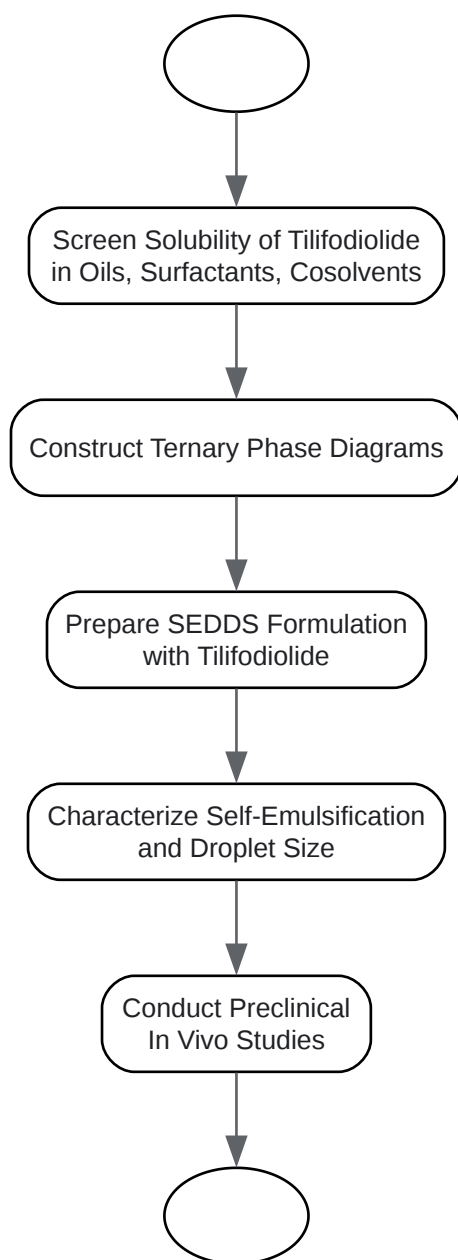 Screen Solubility of Tilifodiolide
in Oils, Surfactants, Cosolvents
Construct Ternary Phase Diagrams
Prepare SEDDS Formulation
with Tilifodiolide
Characterize Self-Emulsification
and Droplet Size
Conduct Preclinical
In Vivo Studies